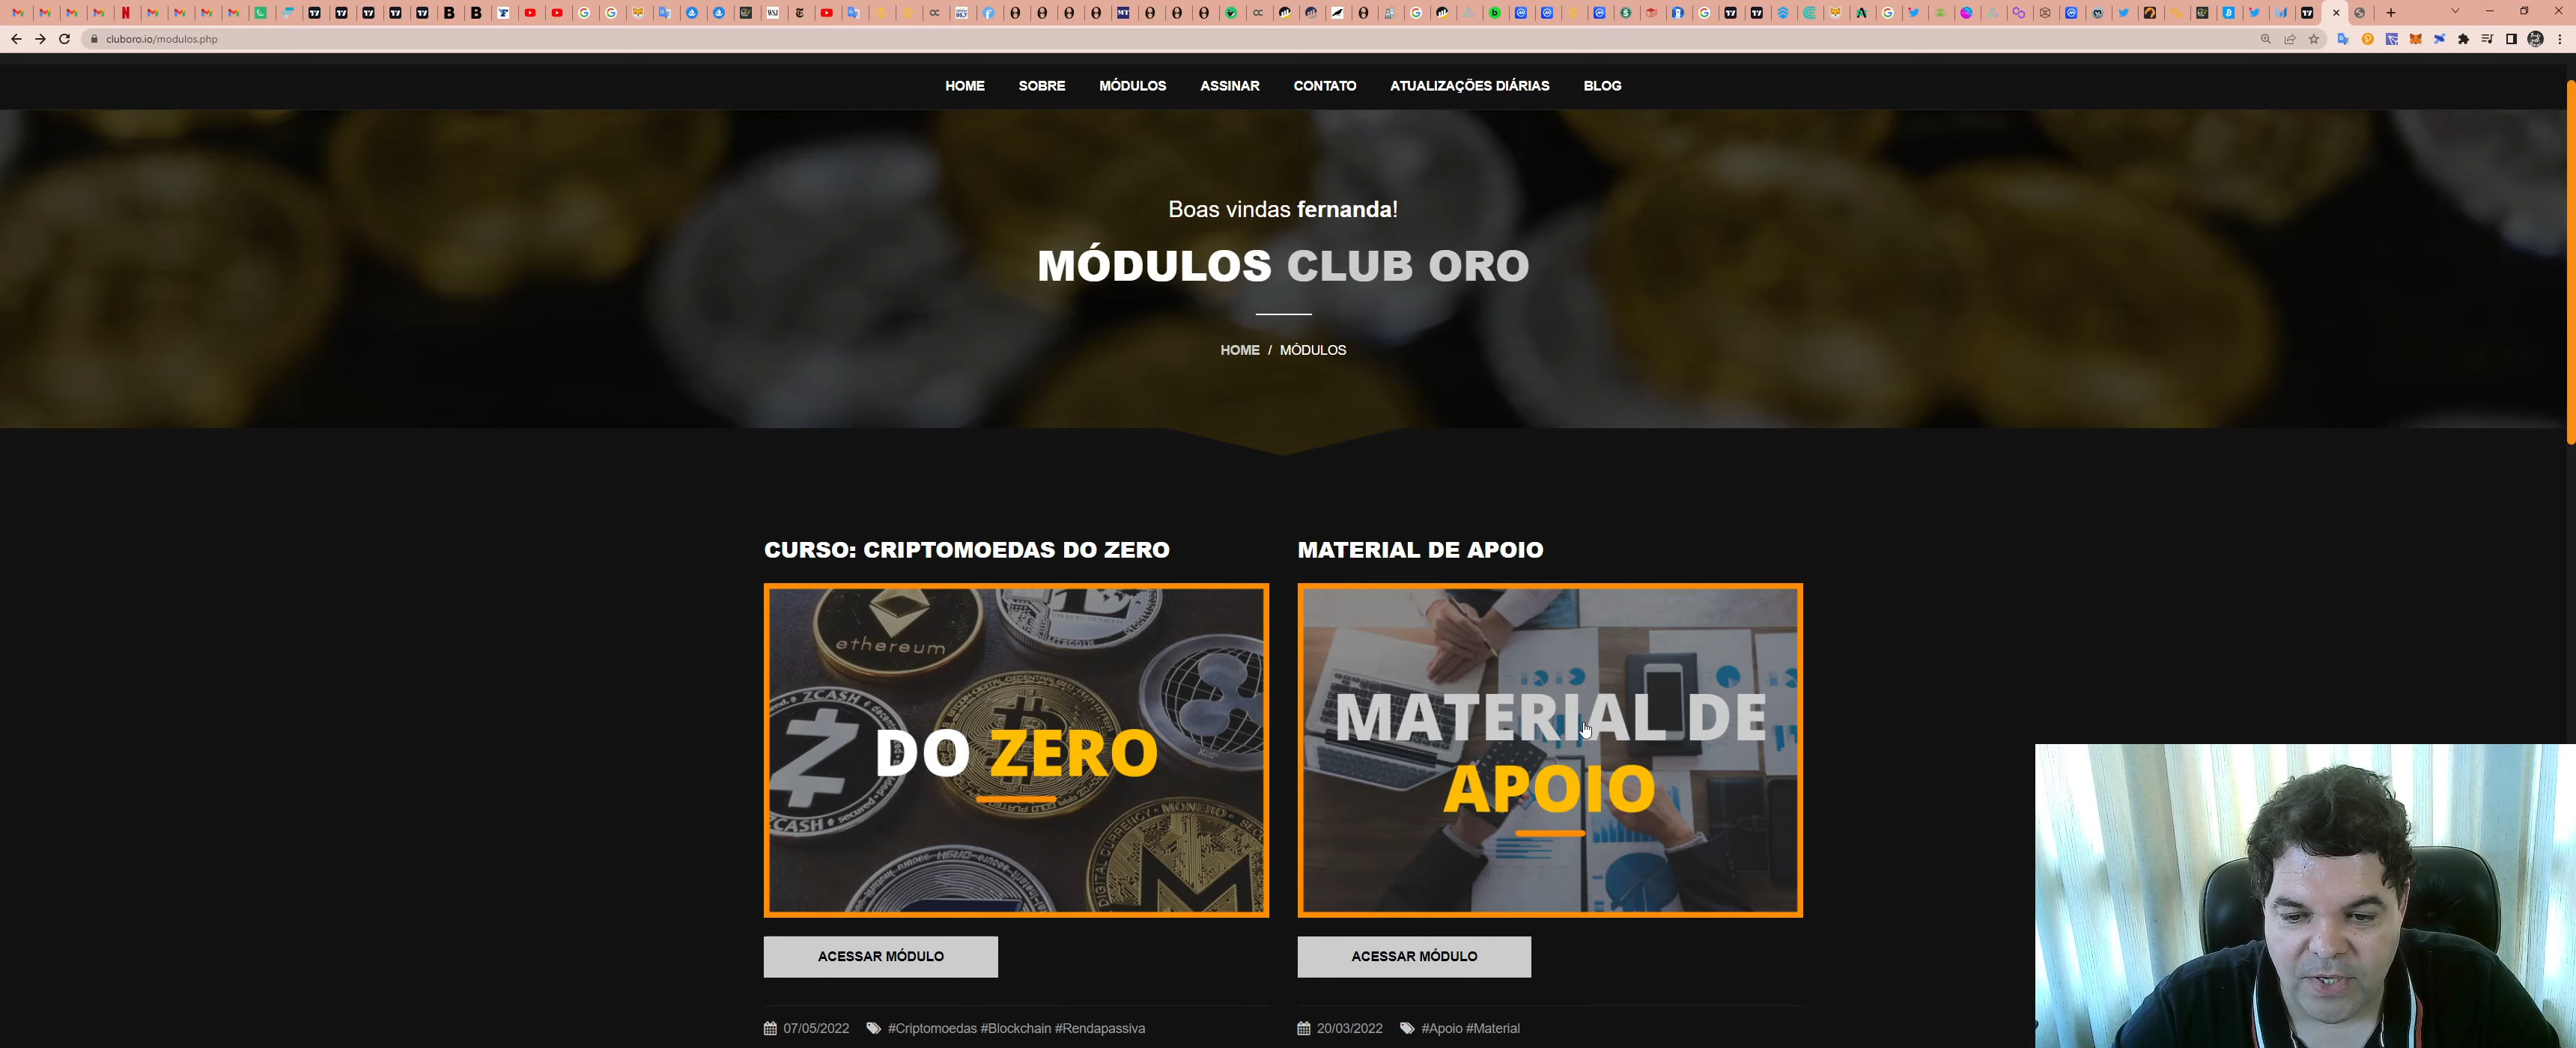 cluboro.io/modulos.php
HOME SOBRE MÓDULOS ASSINAR CONTATO ATUALIZAÇÕES DIÁRIAS BLOG
Boas vindas fernanda!
MÓDULOS CLUB ORO
HOME / MÓDULOS
CURSO: CRIPTOMOEDAS DO ZERO
MATERIAL DE APOIO
ethereum
ZCASH
DO ZERO
MATERIAL DE
APOIO
ACESSAR MÓDULO
ACESSAR MÓDULO
07/05/2022 #Criptomoedas #Blockchain #Rendapassiva
20/03/2022 #Apoio #Material